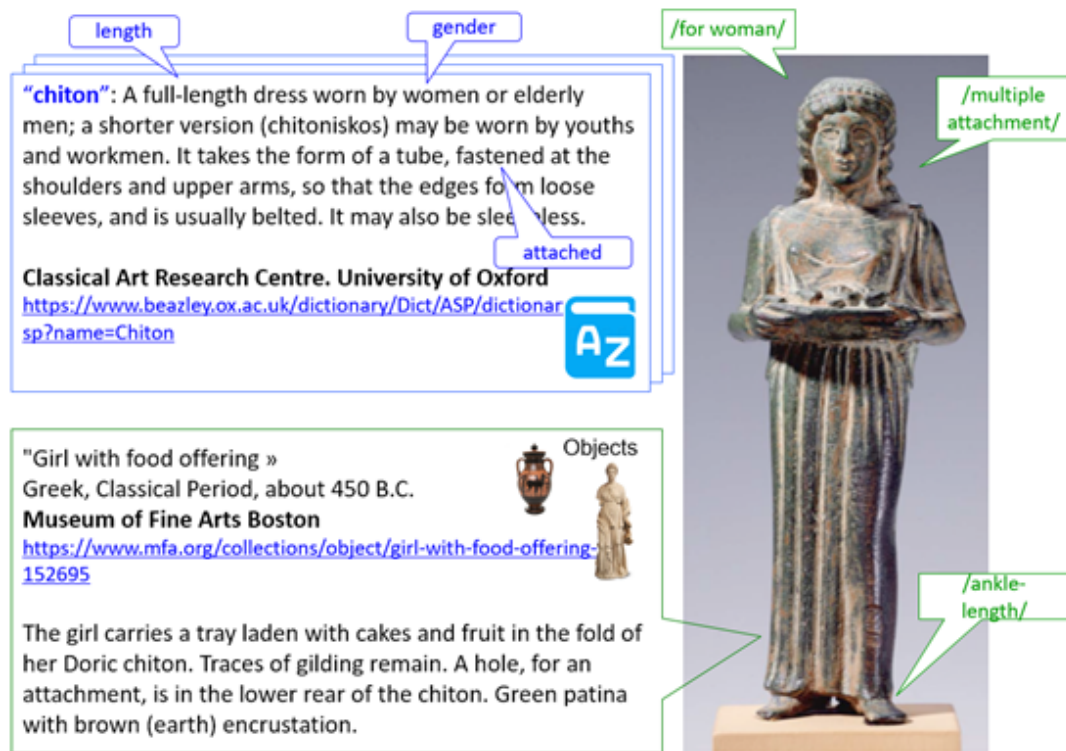 length
gender
/for woman/
“chiton”: A full-length dress worn by women or elderly
men; a shorter version (chitoniskos) may be worn by youths
and workmen. It takes the form of a tube, fastened at the
shoulders and upper arms, so that the edges form loose
sleeves, and is usually belted. It may also be
attached
/multiple
attachment/
Classical Art Research Centre. University of Oxford
https://www.beazley.ox.ac.uk/dictionary/Dict/ASP/dictionar
sp?name=Chiton
A Z
"Girl with food offering »
Objects
Greek, Classical Period, about 450 B.C.
Museum of Fine Arts Boston
https://www.mfa.org/collections/object/girl-with-food-offering-
152695
/ankle-
length/
The girl carries a tray laden with cakes and fruit in the fold of
her Doric chiton. Traces of gilding remain. A hole, for an
attachment, is in the lower rear of the chiton. Green patina
with brown (earth) encrustation.